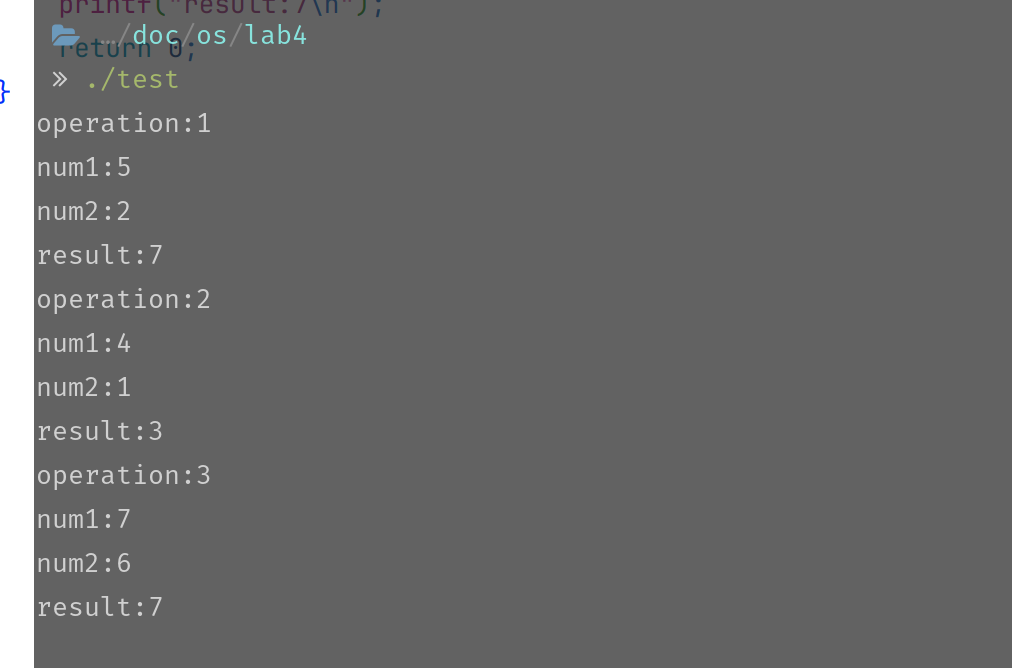 printf("result:7\n");
…/doc/os/lab4
return 0;
» ./test
}
operation:1
num1:5
num2:2
result:7
operation:2
num1:4
num2:1
result:3
operation:3
num1:7
num2:6
result:7